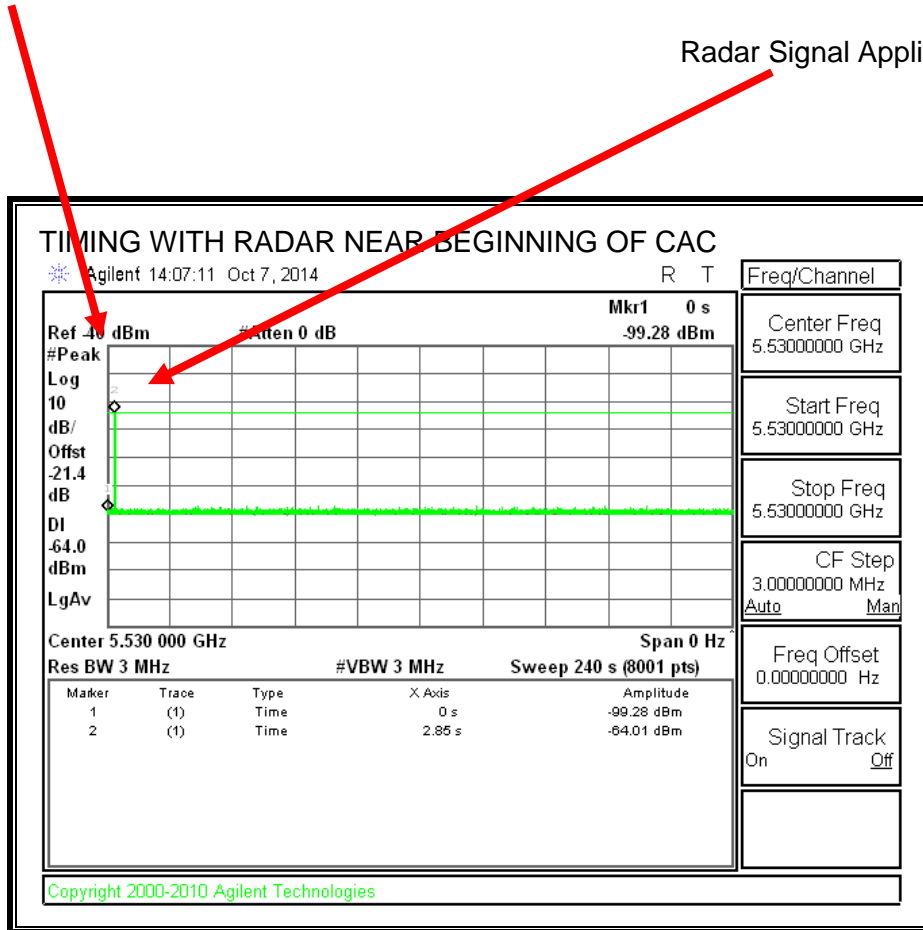 Radar Signal Appli
TIMING WITH RADAR NEAR BEGINNING OF CAC
Agilent 14:07:11 Oct 7, 2014 R T
Freq/Channel
Mkr1 0 s
Ref -40 dBm #Atten 0 dB -99.28 dBm
#Peak
Log
10
dB/
Offst
-21.4
dB
DI
-64.0
dBm
LgAv
2
1
Center 5.530 000 GHz Span 0 Hz^
Res BW 3 MHz #VBW 3 MHz Sweep 240 s (8001 pts)
Marker Trace Type X Axis Amplitude
1 (1) Time 0 s -99.28 dBm
2 (1) Time 2.85 s -64.01 dBm
Center Freq
5.53000000 GHz
Start Freq
5.53000000 GHz
Stop Freq
5.53000000 GHz
CF Step
3.00000000 MHz
Auto Man
Freq Offset
0.00000000 Hz
Signal Track
On Off
Copyright 2000-2010 Agilent Technologies